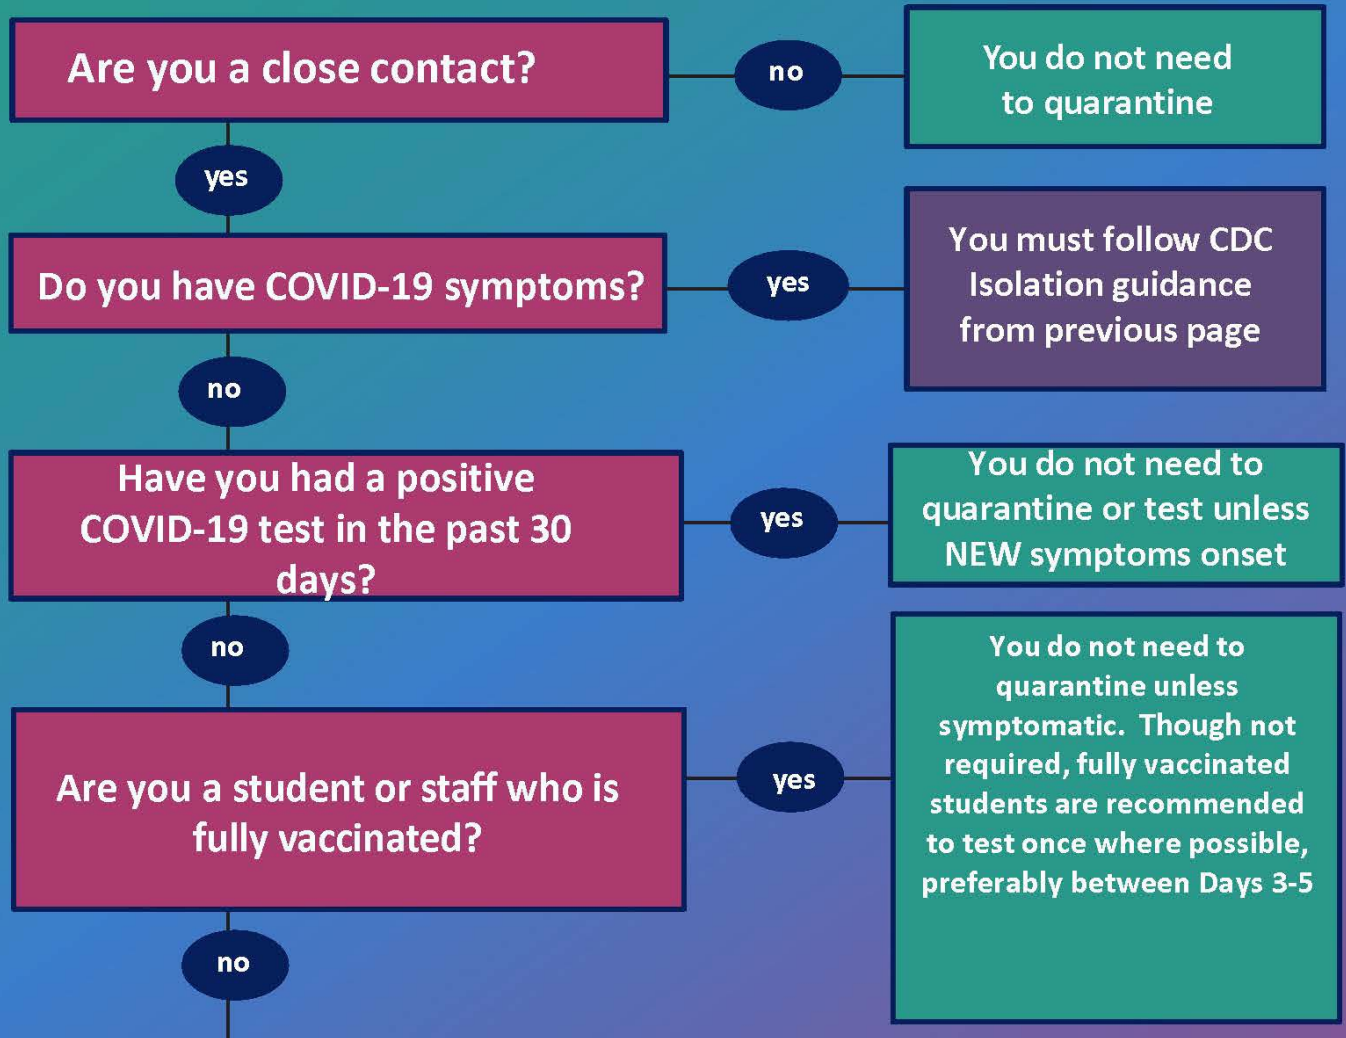 Are you a close contact?
no
You do not need
to quarantine
yes
Do you have COVID-19 symptoms?
yes
You must follow CDC
Isolation guidance
from previous page
no
Have you had a positive
COVID-19 test in the past 30
days?
yes
You do not need to
quarantine or test unless
NEW symptoms onset
no
Are you a student or staff who is
fully vaccinated?
yes
You do not need to
quarantine unless
symptomatic. Though not
required, fully vaccinated
students are recommended
to test once where possible,
preferably between Days 3-5
no